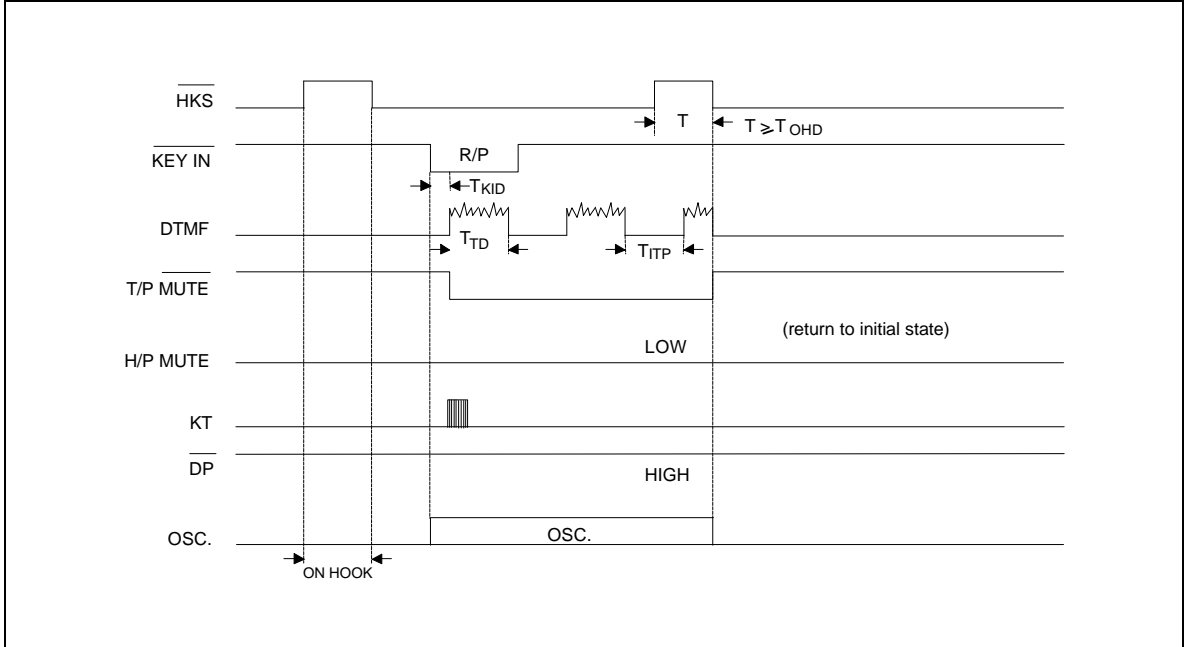 HKS
T
T ⩾ T OHD
KEY IN
R/P
TKID
DTMF
TTD
TITP
T/P MUTE
(return to initial state)
LOW
H/P MUTE
KT
DP
HIGH
OSC.
OSC.
ON HOOK